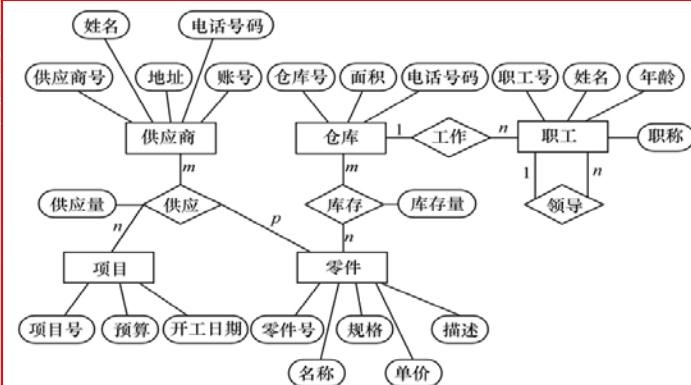 姓名
电话号码
供应商号
地址
账号
仓库号
面积
电话号码
职工号
姓名
年龄
供应商
仓库
1
工作
n
职工
职称
m
m
1
n
供应量
供应
库存
库存量
领导
n
p
n
项目
零件
项目号
预算
开工日期
零件号
规格
描述
名称
单价